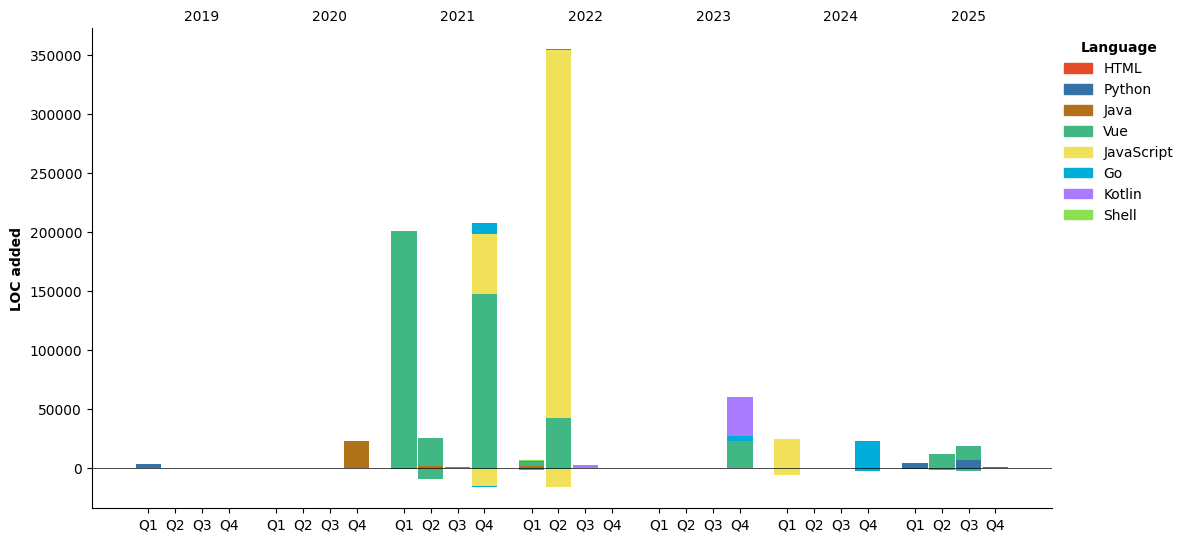 2019 2020 2021 2022 2023 2024 2025
350000
300000
250000
200000
150000
100000
50000
0
LOC added
Q1 Q2 Q3 Q4 Q1 Q2 Q3 Q4 Q1 Q2 Q3 Q4 Q1 Q2 Q3 Q4 Q1 Q2 Q3 Q4 Q1 Q2 Q3 Q4 Q1 Q2 Q3 Q4
Language
HTML
Python
Java
Vue
JavaScript
Go
Kotlin
Shell